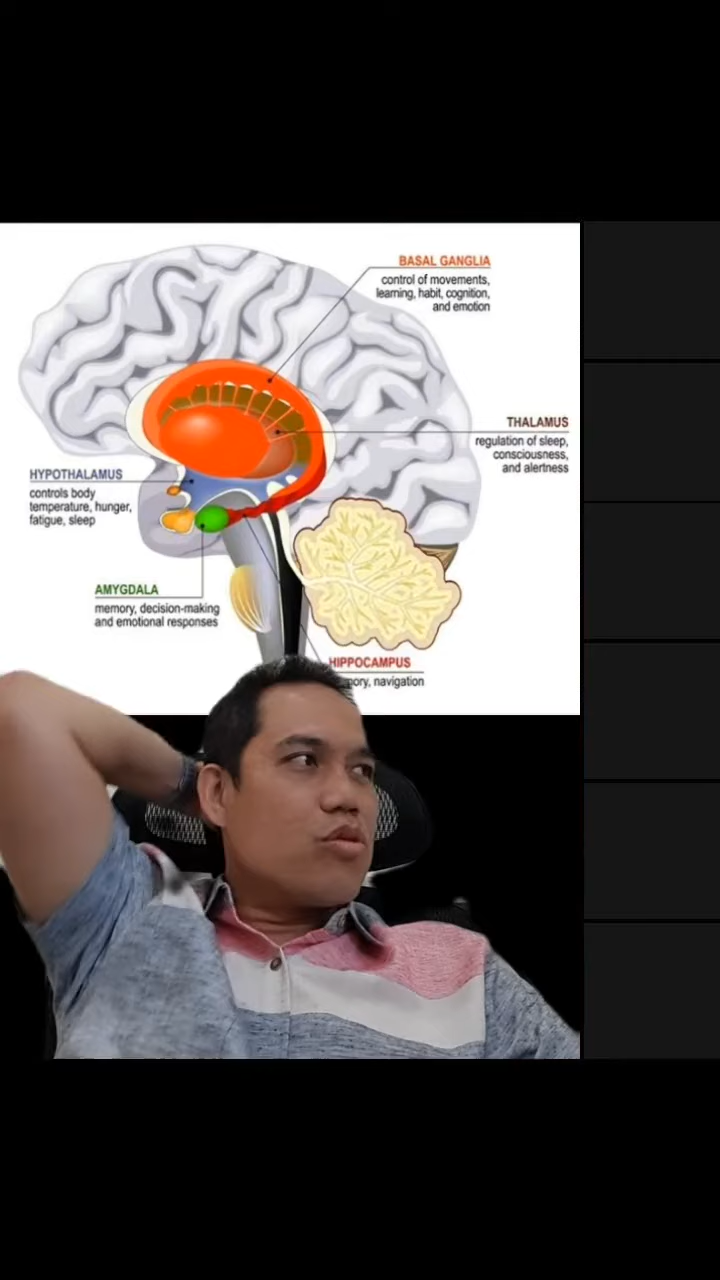 BASAL GANGLIA
control of movements,
learning, habit, cognition,
and emotion
THALAMUS
regulation of sleep,
consciousness,
and alertness
HYPOTHALAMUS
controls body
temperature, hunger,
fatigue, sleep
AMYGDALA
memory, decision-making
and emotional responses
HIPPOCAMPUS
navigation